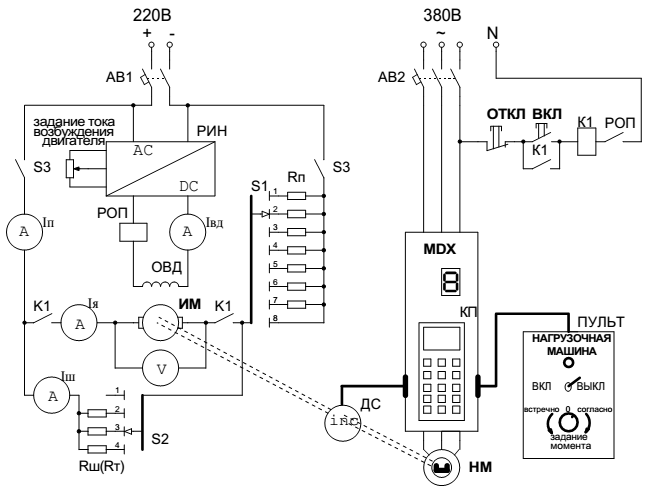 220В
+ -
АВ1
задание тока
возбуждения
двигателя
РИН
AC
DC
S3
S3
Rп
S1
1
2
3
4
5
6
7
8
Iп
A
РОП
Iвд
A
ОВД
К1
Iя
A
ИМ
К1
V
Iш
A
1
2
3
4
S2
Rш(Rт)
380В
~
N
АВ2
ОТКЛ ВКЛ
К1
К1
РОП
MDX
8
КП
ДС
inc
НМ
ПУЛЬТ
НАГРУЗОЧНАЯ
МАШИНА
ВКЛ ВЫКЛ
встречно 0 согласно
задание
момента